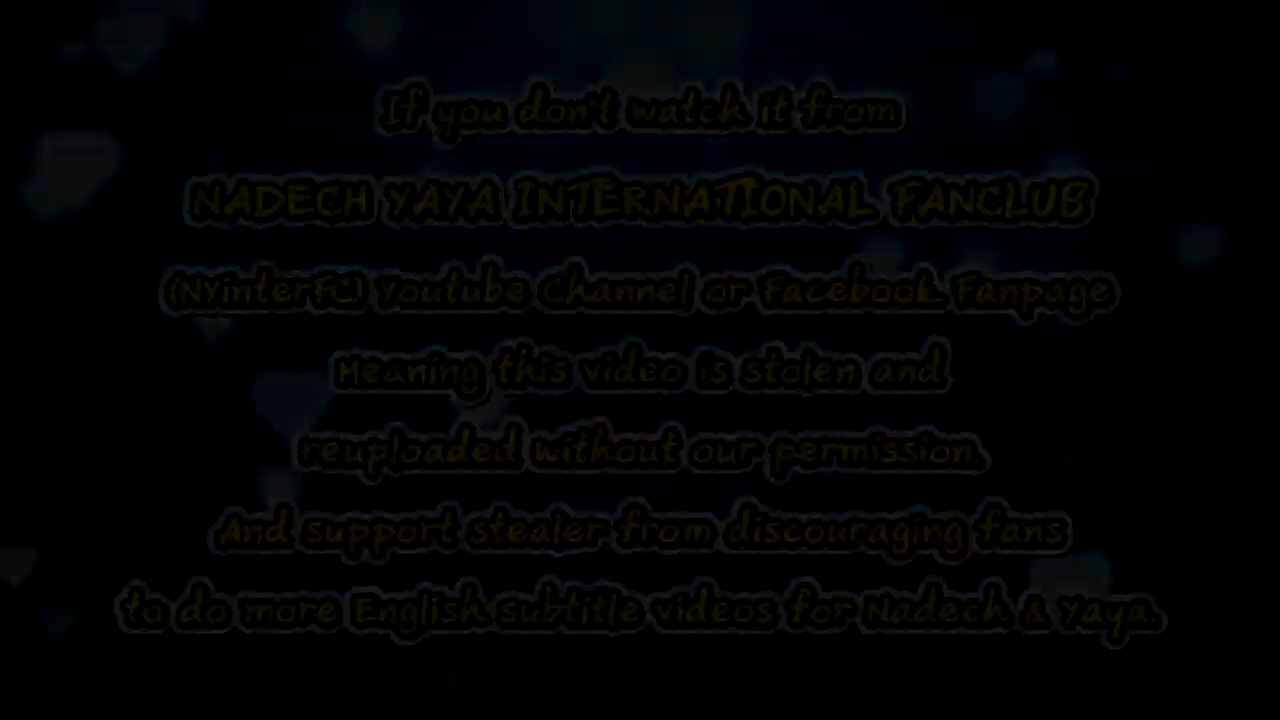 If you don't watch it from
NADECH YAYA INTERNATIONAL FANCLUB
(NYinterFC) Youtube Channel or Facebook Fanpage
Meaning this video is stolen and
reuploaded without our permission.
And support stealer from discouraging fans
to do more English subtitle videos for Nadech & Yaya.